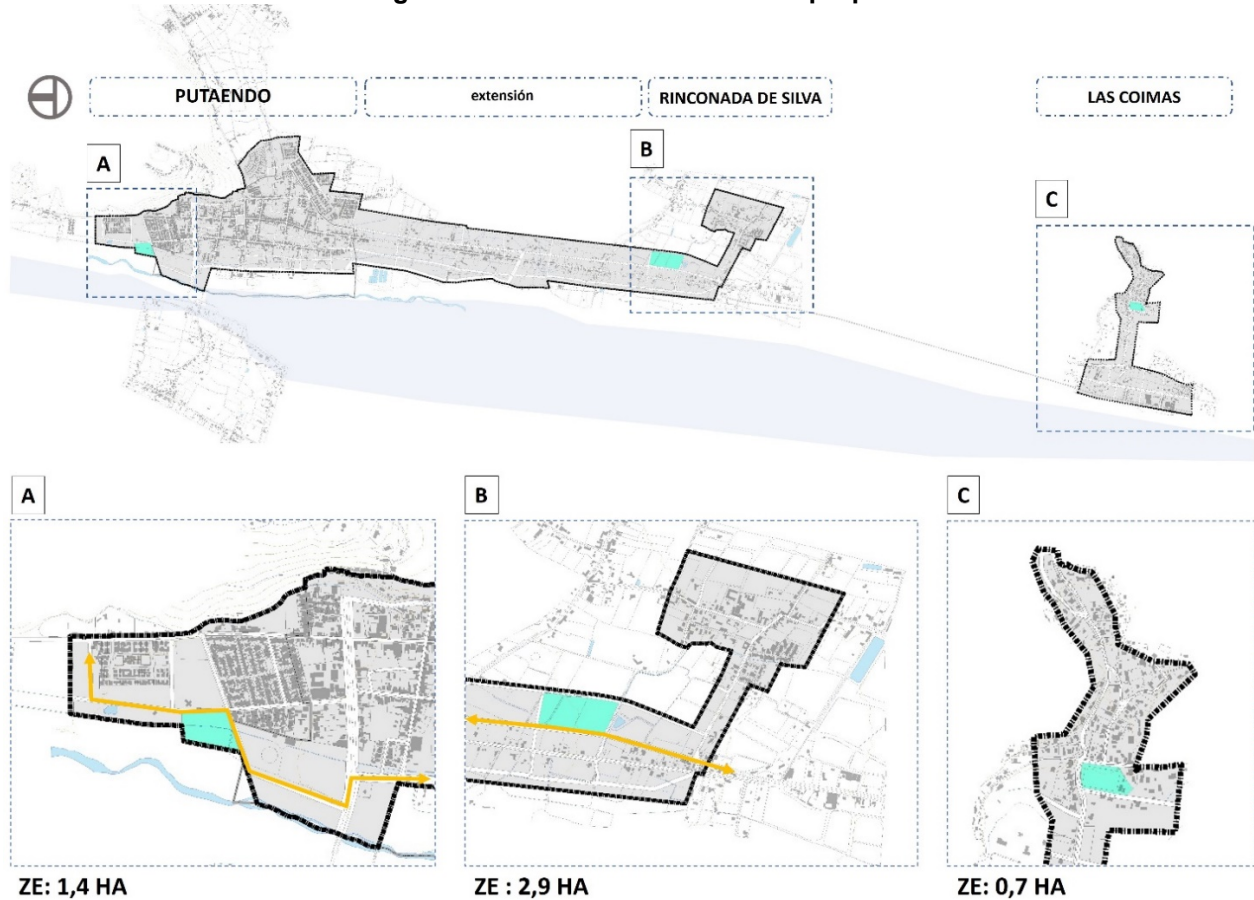 PUTAENDO
extensión
RINCONADA DE SILVA
LAS COIMAS
A
B
C
A
B
C
ZE: 1,4 HA
ZE : 2,9 HA
ZE: 0,7 HA